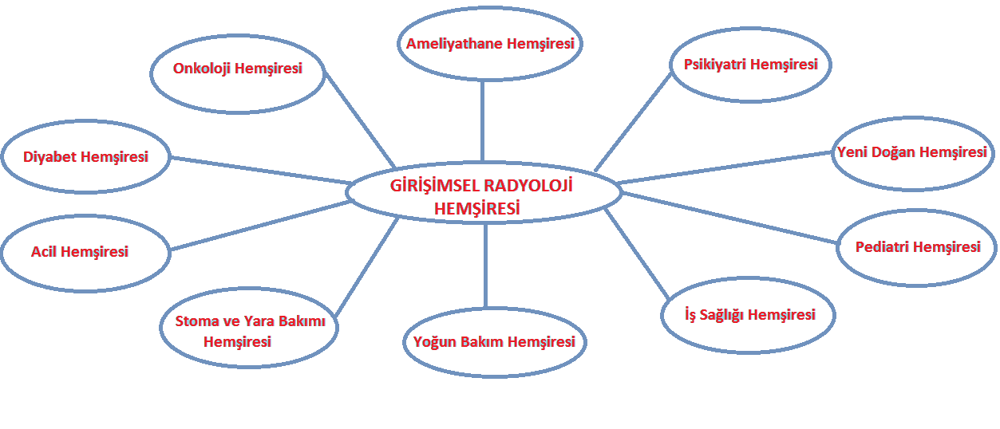 Ameliyathane Hemşiresi
Onkoloji Hemşiresi
Psikiyatri Hemşiresi
Diyabet Hemşiresi
Yeni Doğan Hemşiresi
GİRİŞİMSEL RADYOLOJİ
HEMŞİRESİ
Acil Hemşiresi
Pediatri Hemşiresi
Stoma ve Yara Bakımı
Hemşiresi
Yoğun Bakım Hemşiresi
İş Sağlığı Hemşiresi